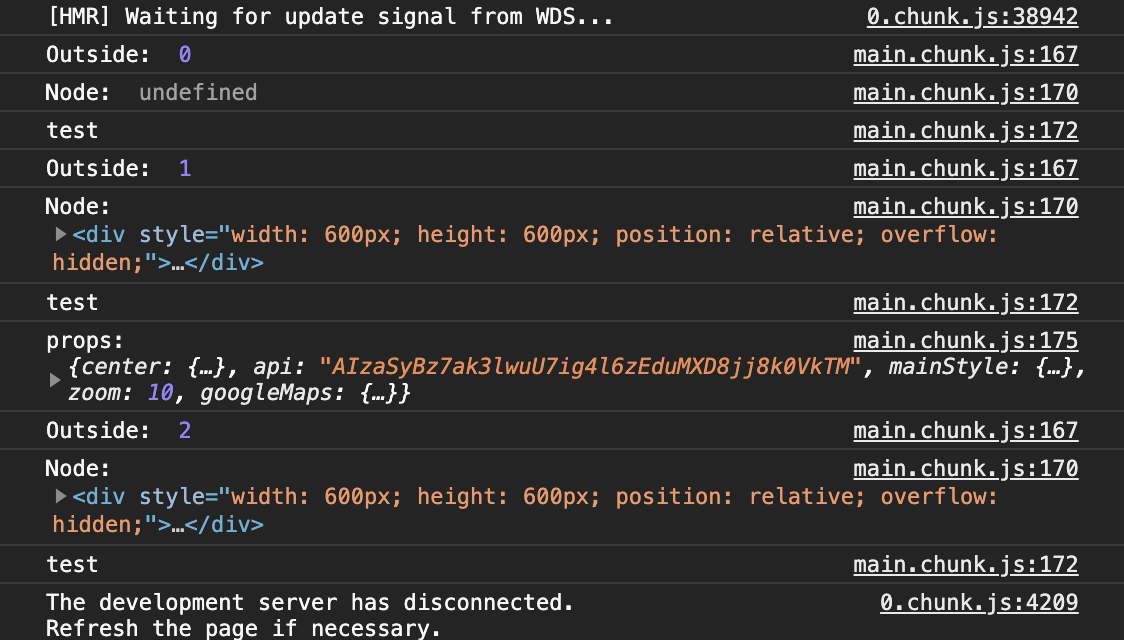 [HMR] Waiting for update signal from WDS... 0.chunk.js:38942
Outside: 0 main.chunk.js:167
Node: undefined main.chunk.js:170
test main.chunk.js:172
Outside: 1 main.chunk.js:167
Node: main.chunk.js:170
<div style="width: 600px; height: 600px; position: relative; overflow:
hidden;">…</div>
test main.chunk.js:172
props: main.chunk.js:175
{center: {…}, api: "AIzaSyBz7ak3lwuU7ig4l6zEduMXD8jj8k0VkTM", mainStyle: {…},
zoom: 10, googleMaps: {…}}
Outside: 2 main.chunk.js:167
Node: main.chunk.js:170
<div style="width: 600px; height: 600px; position: relative; overflow:
hidden;">…</div>
test main.chunk.js:172
The development server has disconnected. 0.chunk.js:4209
Refresh the page if necessary.